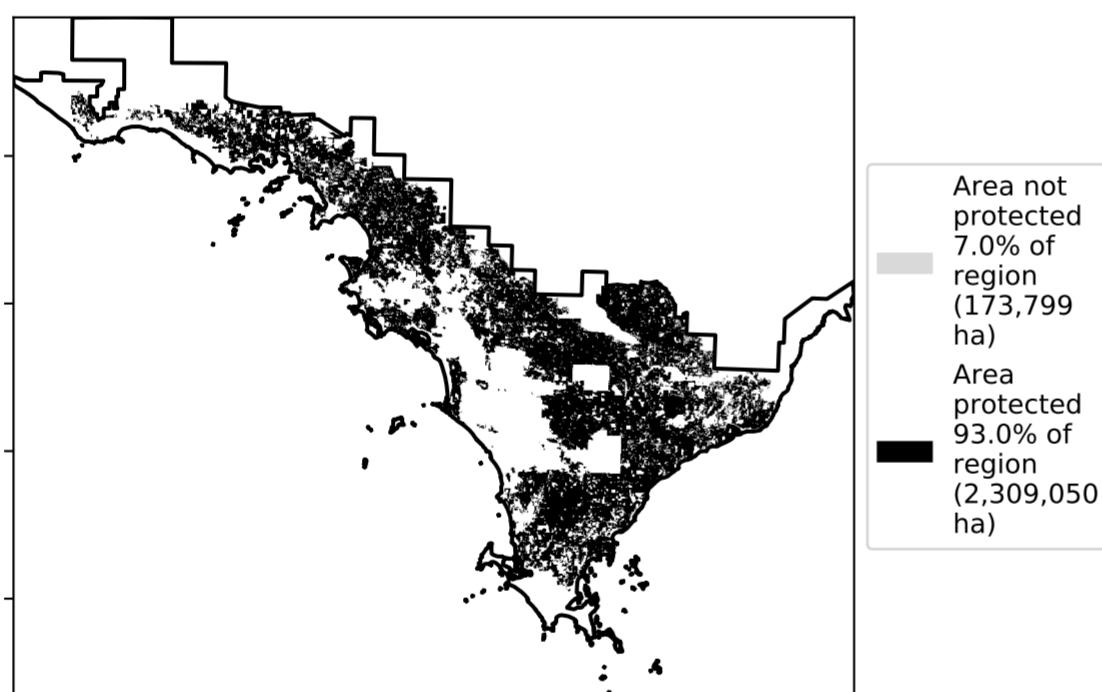 Area not
protected
7.0% of
region
(173,799
ha)
Area
protected
93.0% of
region
(2,309,050
ha)